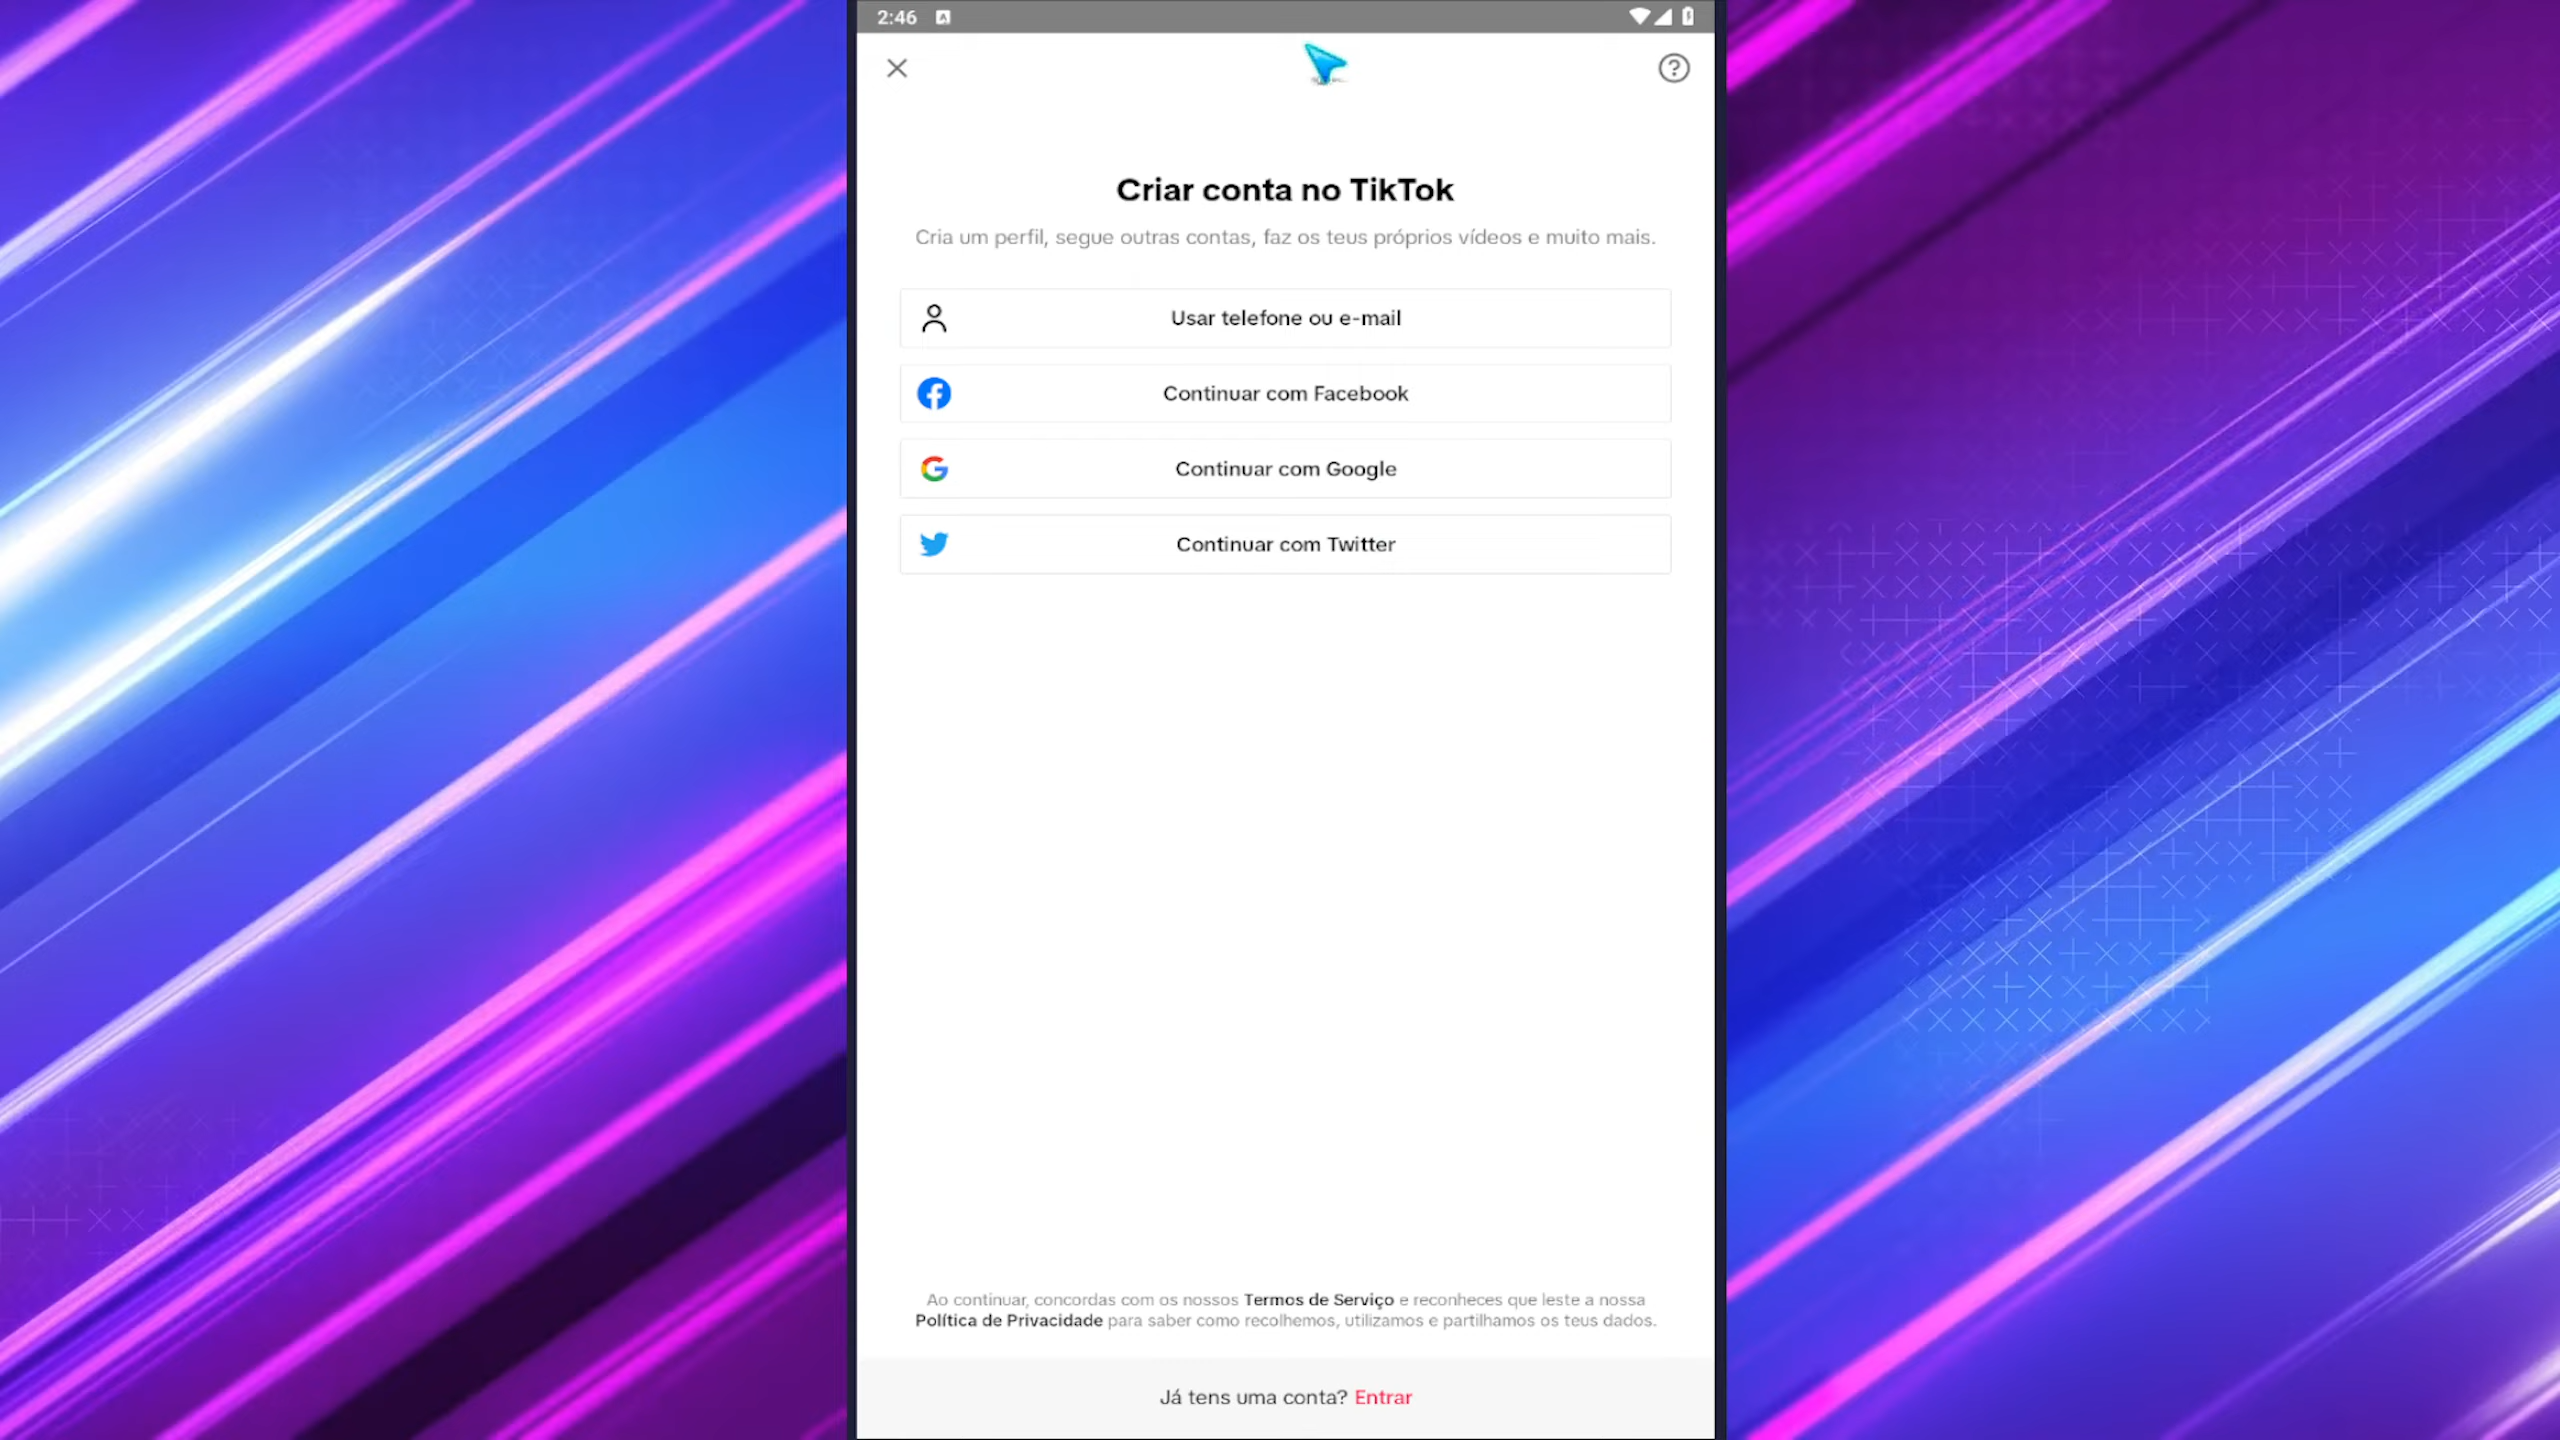 2:46
Criar conta no TikTok
Cria um perfil, segue outras contas, faz os teus próprios vídeos e muito mais.
Usar telefone ou e-mail
Continuar com Facebook
Continuar com Google
Continuar com Twitter
Ao continuar, concordas com os nossos Termos de Serviço e reconheces que leste a nossa
Política de Privacidade para saber como recolhemos, utilizamos e partilhamos os teus dados.
Já tens uma conta? Entrar